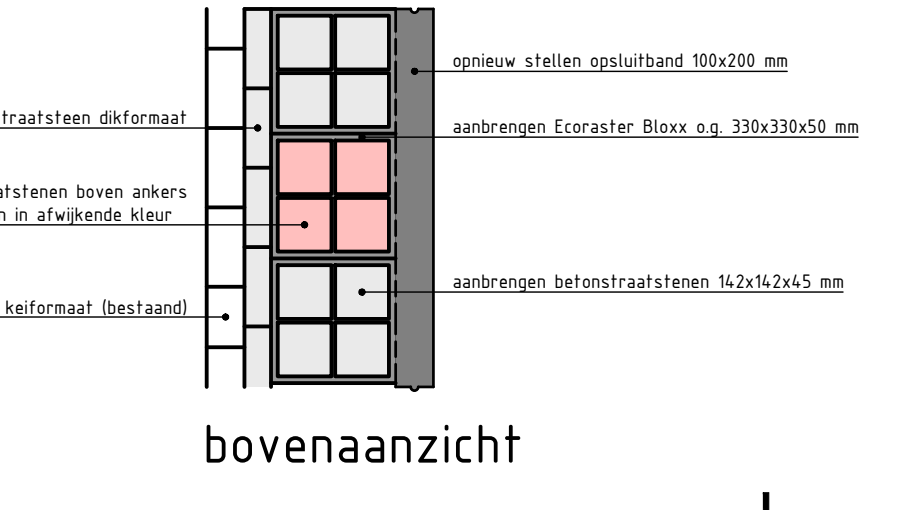 opnieuw stellen opsluitband 100x200 mm
traatsteen dikformaat
aanbrengen Ecoraster Bloxx o.g. 330x330x50 mm
atstenen boven ankers
n in afwijkende kleur
aanbrengen betonstraatstenen 142x142x45 mm
keiformaat (bestaand)
bovenaanzicht